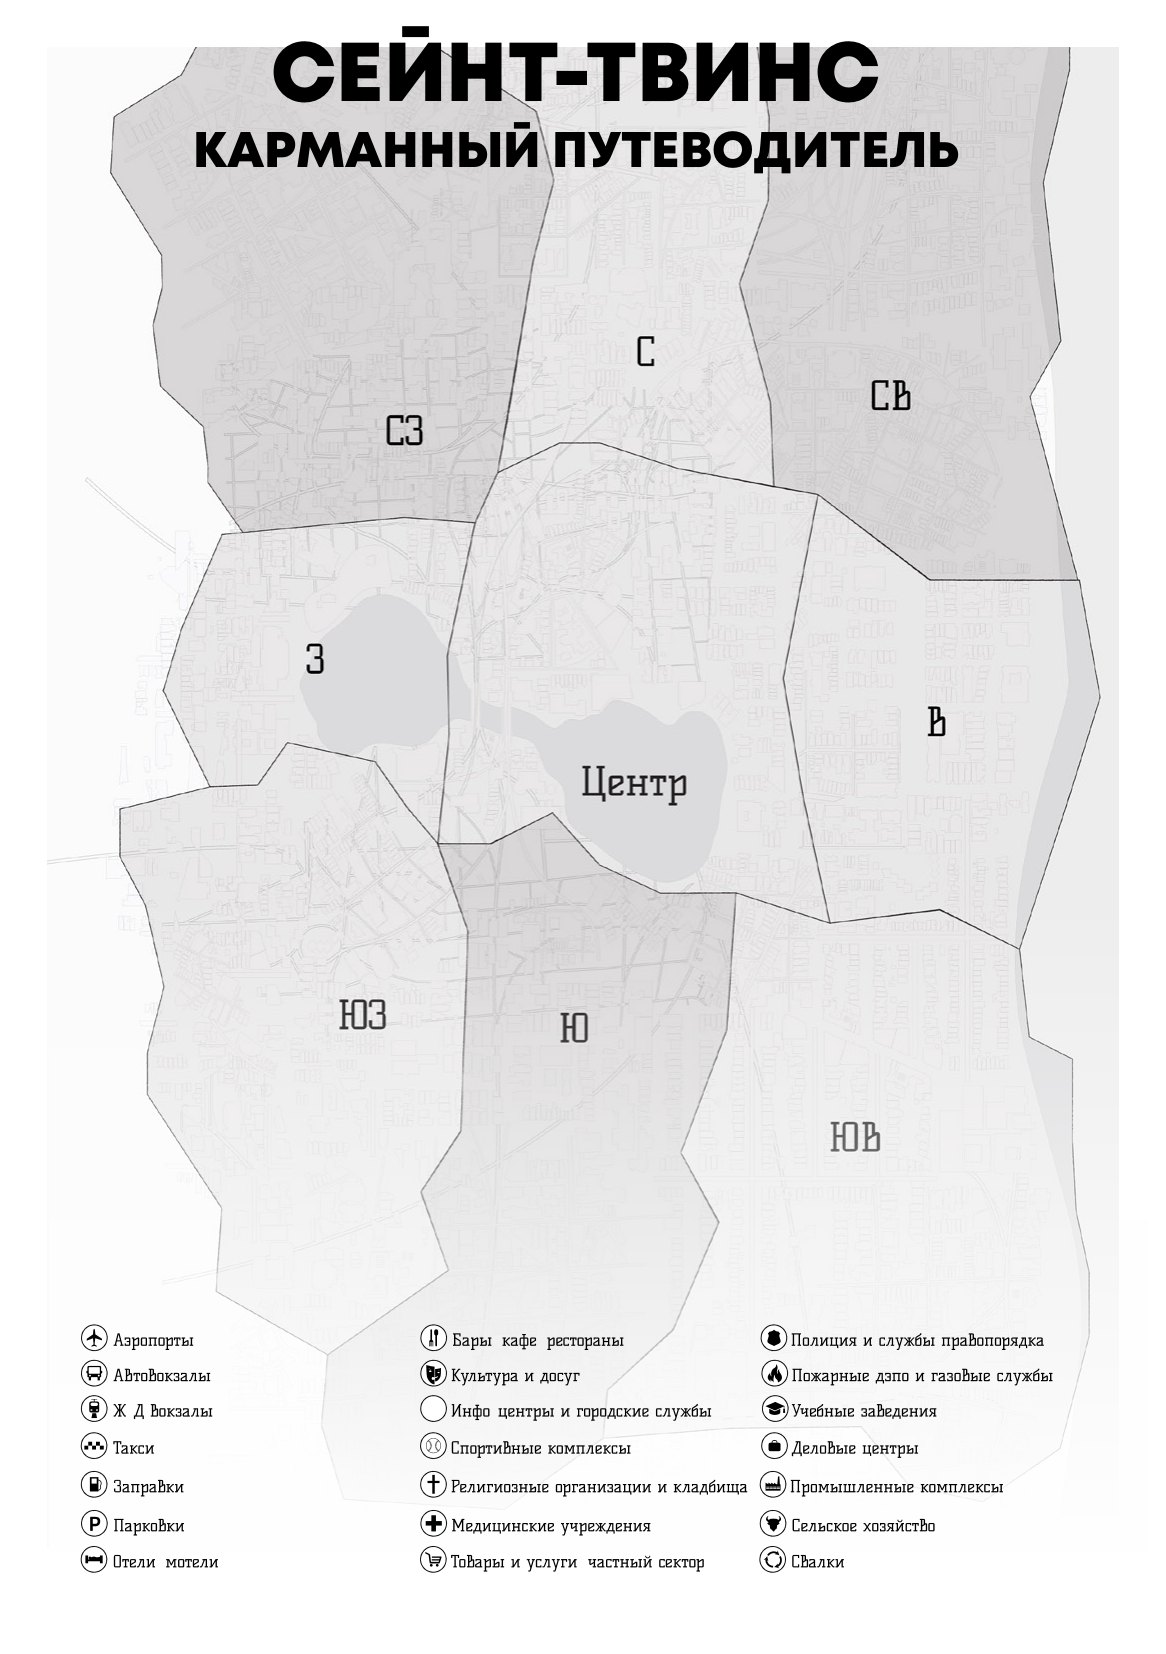 СЕЙНТ-ТВИНС
КАРМАННЫЙ ПУТЕВОДИТЕЛЬ
С
СВ
СЗ
З
В
Центр
ЮЗ
Ю
ЮВ
Аэропорты
Автовокзалы
Ж Д вокзалы
Такси
Заправки
P Парковки
Отели мотели
Бары кафе рестораны
Культура и досуг
Инфо центры и городские службы
Спортивные комплексы
Религиозные организации и кладбища
Медицинские учреждения
Товары и услуги частный сектор
Полиция и службы правопорядка
Пожарные дэпо и газовые службы
Учебные заведения
Деловые центры
Промышленные комплексы
Сельское хозяйство
Свалки